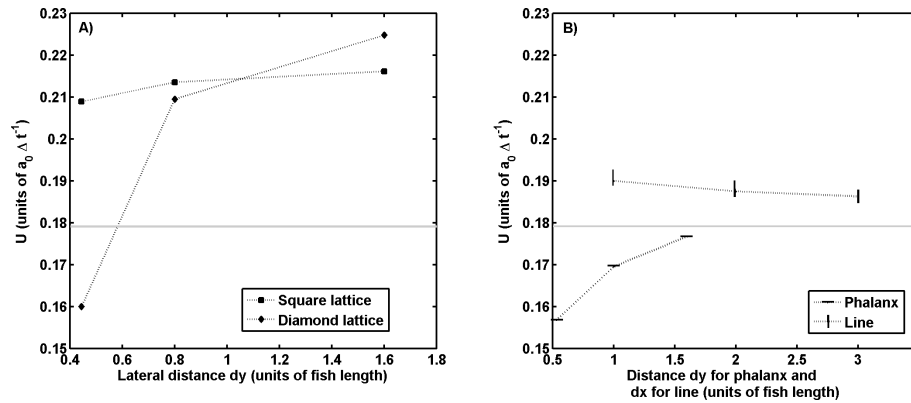 A)
0.23
0.22
0.21
0.2
0.19
0.18
0.17
0.16
0.15
U (units of a0 Δ t-1)
0.4 0.6 0.8 1 1.2 1.4 1.6 1.8
Lateral distance dy (units of fish length)
Square lattice
Diamond lattice
B)
0.23
0.22
0.21
0.2
0.19
0.18
0.17
0.16
0.15
U (units of a0 Δ t-1)
0.5 1 1.5 2 2.5 3
Distance dy for phalanx and
dx for line (units of fish length)
Phalanx
Line